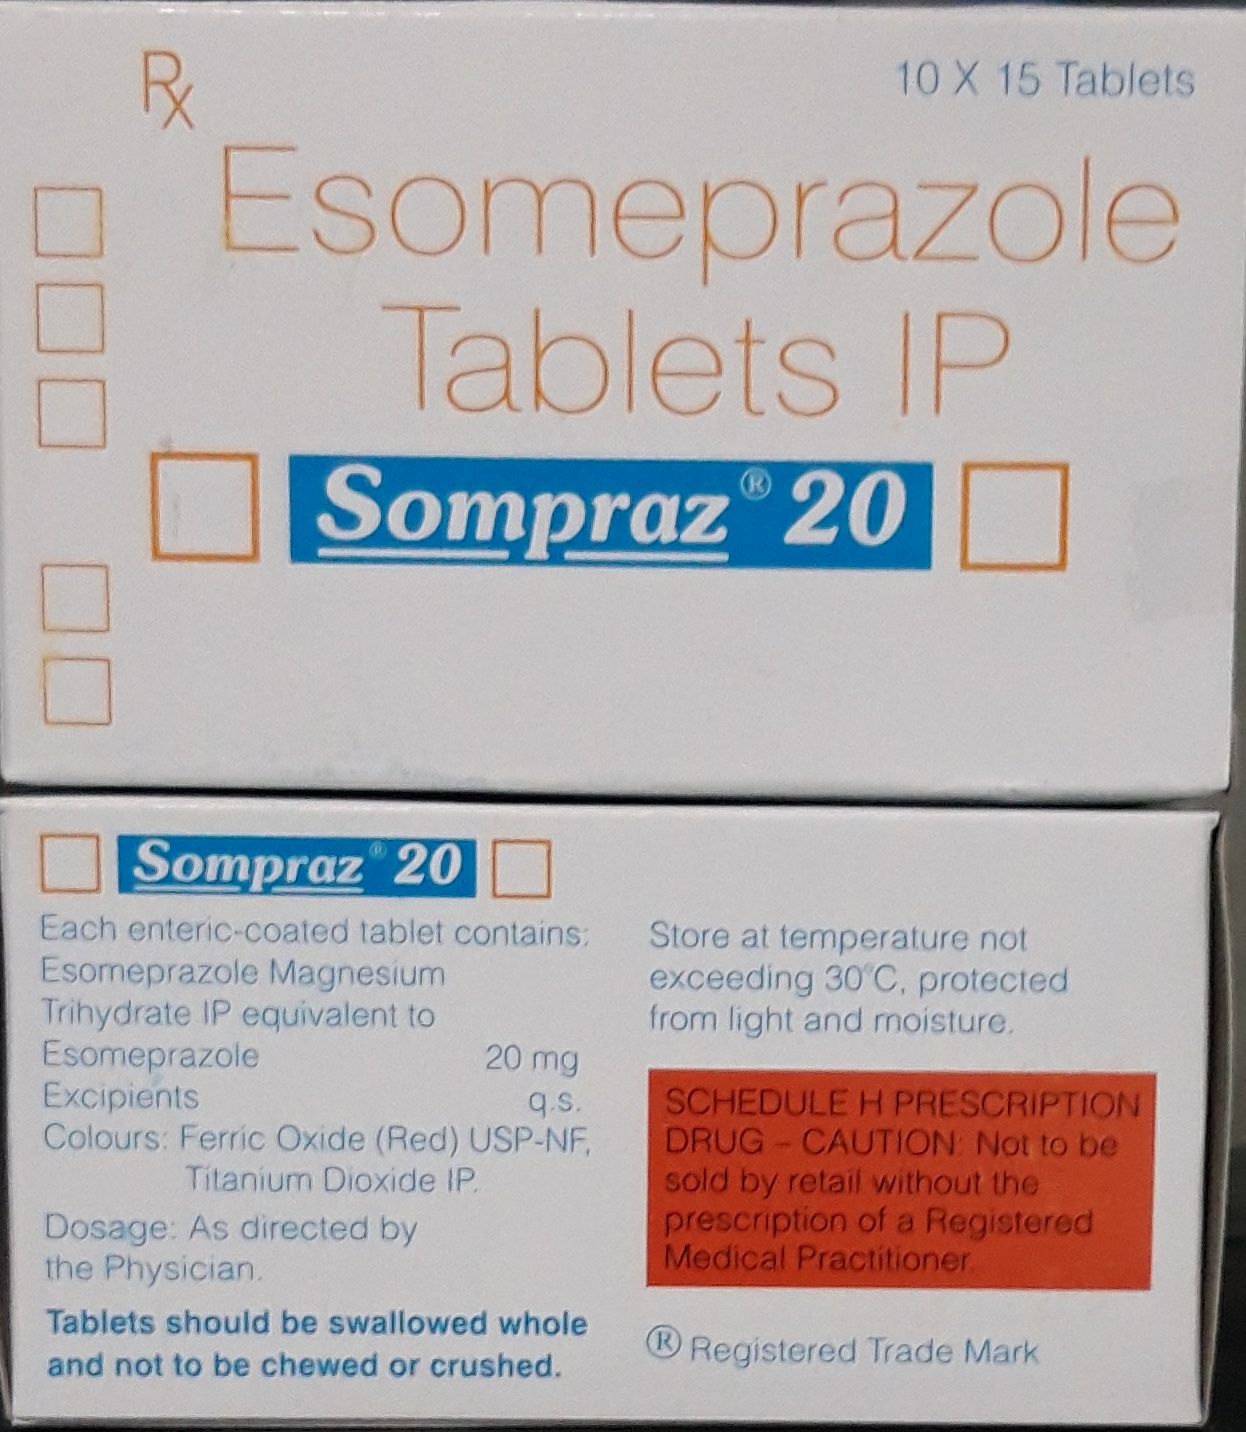 Rx
10 X 15 Tablets
Esomeprazole
Tablets IP
Sompraz® 20
Sompraz® 20
Each enteric-coated tablet contains:
Esomeprazole Magnesium
Trihydrate IP equivalent to
Esomeprazole 20 mg
Excipients q.s.
Colours: Ferric Oxide (Red) USP-NF,
Titanium Dioxide IP.
Dosage: As directed by
the Physician.
Tablets should be swallowed whole
and not to be chewed or crushed.
Store at temperature not
exceeding 30°C, protected
from light and moisture.
SCHEDULE H PRESCRIPTION
DRUG – CAUTION: Not to be
sold by retail without the
prescription of a Registered
Medical Practitioner.
® Registered Trade Mark